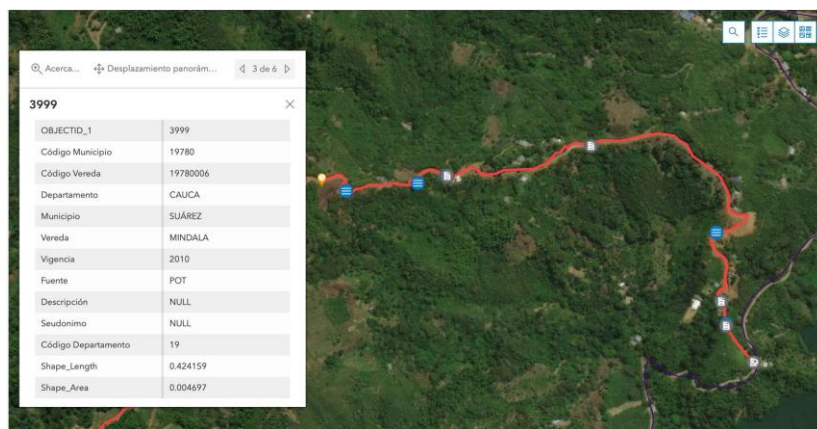 Acerca... Desplazamiento panorám... 3 de 6
3999
OBJECTID_1 3999
Código Municipio 19780
Código Vereda 19780006
Departamento CAUCA
Municipio SUÁREZ
Vereda MINDALA
Vigencia 2010
Fuente POT
Descripción NULL
Seudonimo NULL
Código Departamento 19
Shape_Length 0.424159
Shape_Area 0.004697